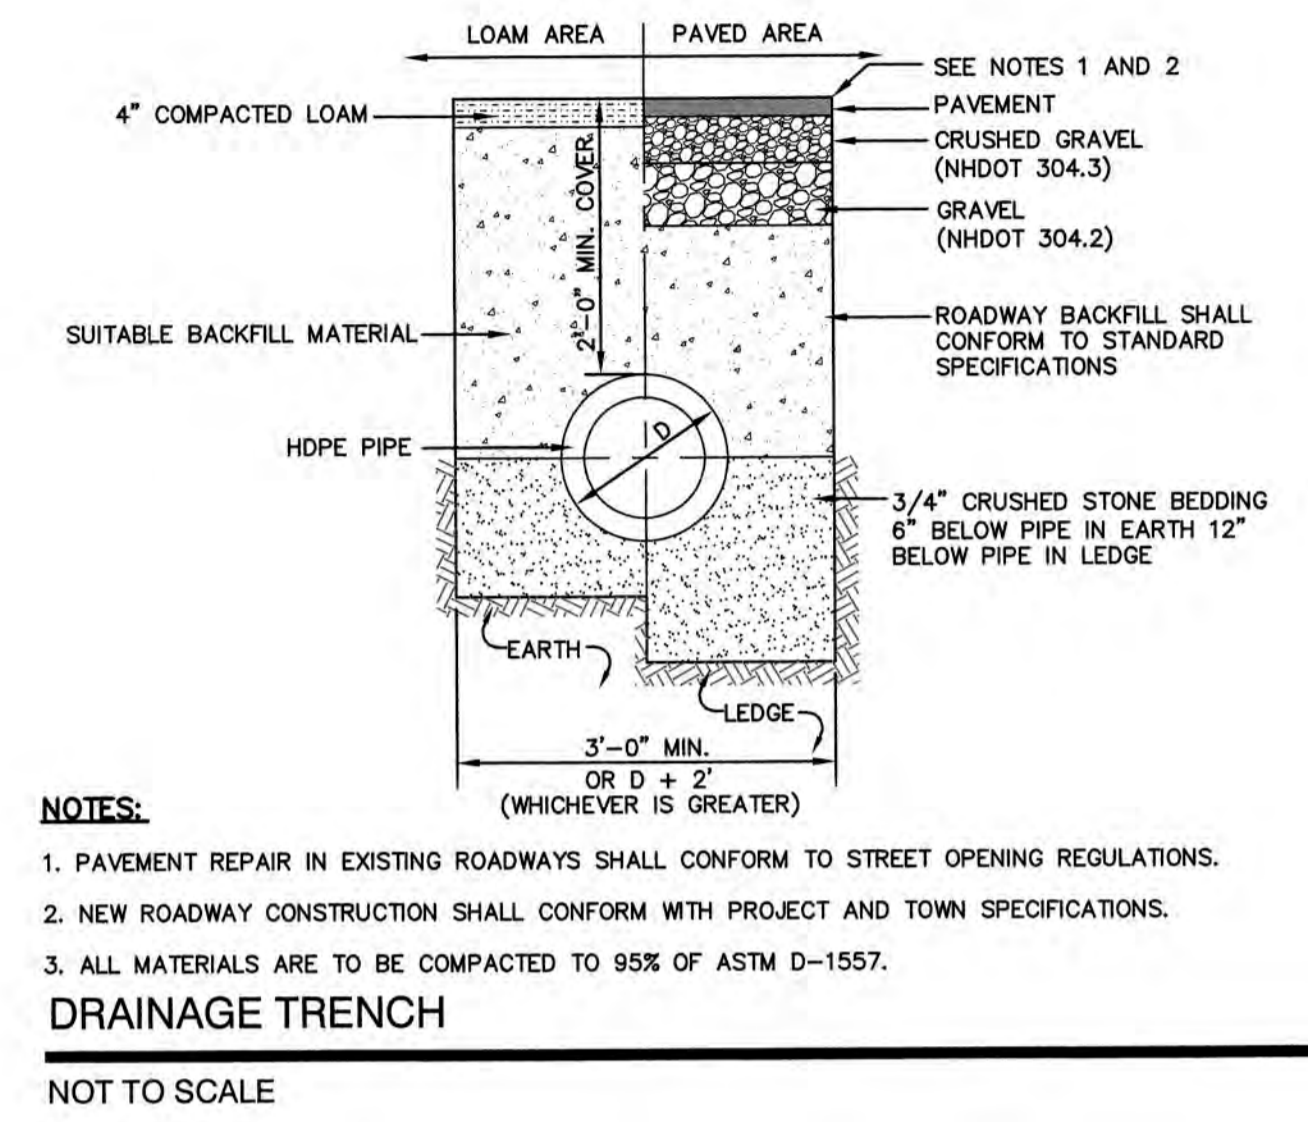 LOAM AREA
PAVED AREA
SEE NOTES 1 AND 2
4" COMPACTED LOAM
PAVEMENT
CRUSHED GRAVEL
(NHDOT 304.3)
GRAVEL
(NHDOT 304.2)
2'-0" MIN. COVER
SUITABLE BACKFILL MATERIAL
ROADWAY BACKFILL SHALL
CONFORM TO STANDARD
SPECIFICATIONS
HDPE PIPE
D
3/4" CRUSHED STONE BEDDING
6" BELOW PIPE IN EARTH 12"
BELOW PIPE IN LEDGE
EARTH
LEDGE
3'-0" MIN.
OR D + 2'
(WHICHEVER IS GREATER)
NOTES:
1. PAVEMENT REPAIR IN EXISTING ROADWAYS SHALL CONFORM TO STREET OPENING REGULATIONS.
2. NEW ROADWAY CONSTRUCTION SHALL CONFORM WITH PROJECT AND TOWN SPECIFICATIONS.
3. ALL MATERIALS ARE TO BE COMPACTED TO 95% OF ASTM D-1557.
DRAINAGE TRENCH
NOT TO SCALE